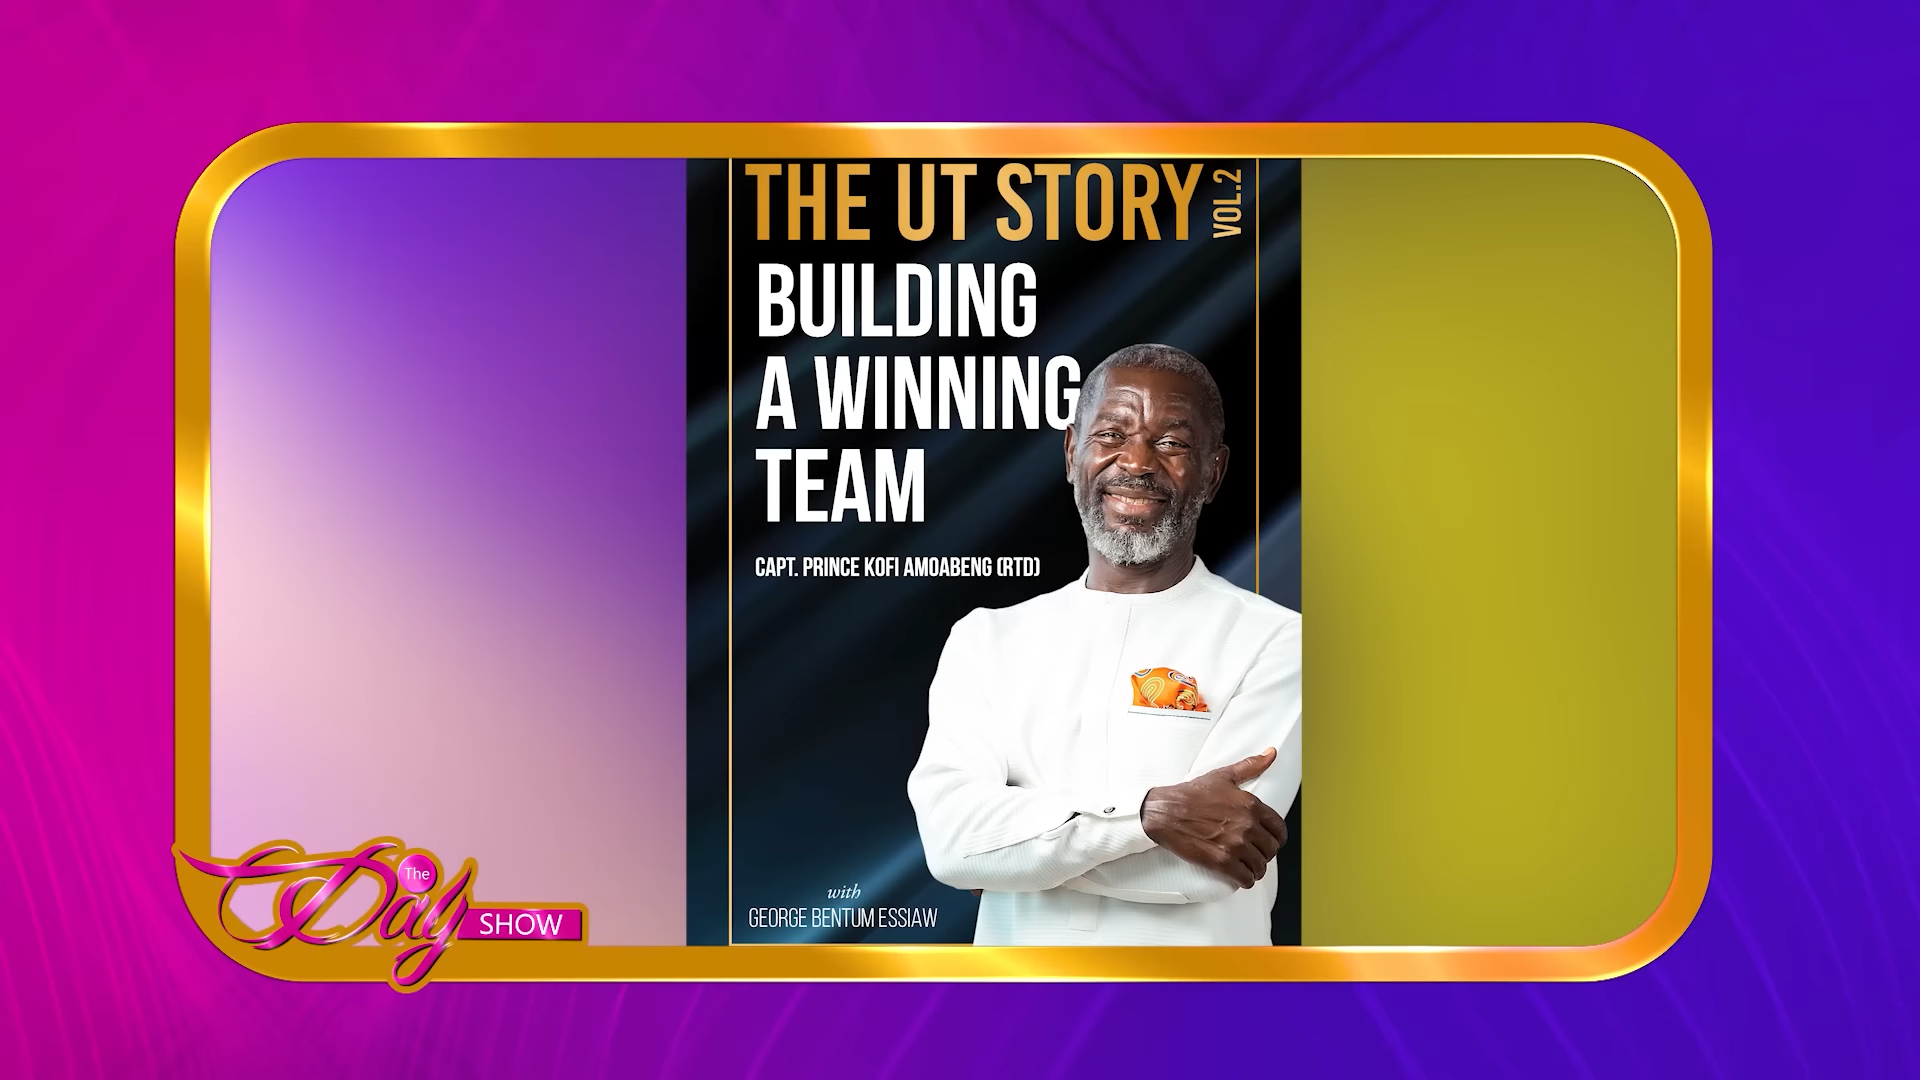 THE UT STORY VOL.2
BUILDING
A WINNING
TEAM
CAPT. PRINCE KOFI AMOABENG (RTD)
with
GEORGE BENTUM ESSIAW
The
Day
SHOW